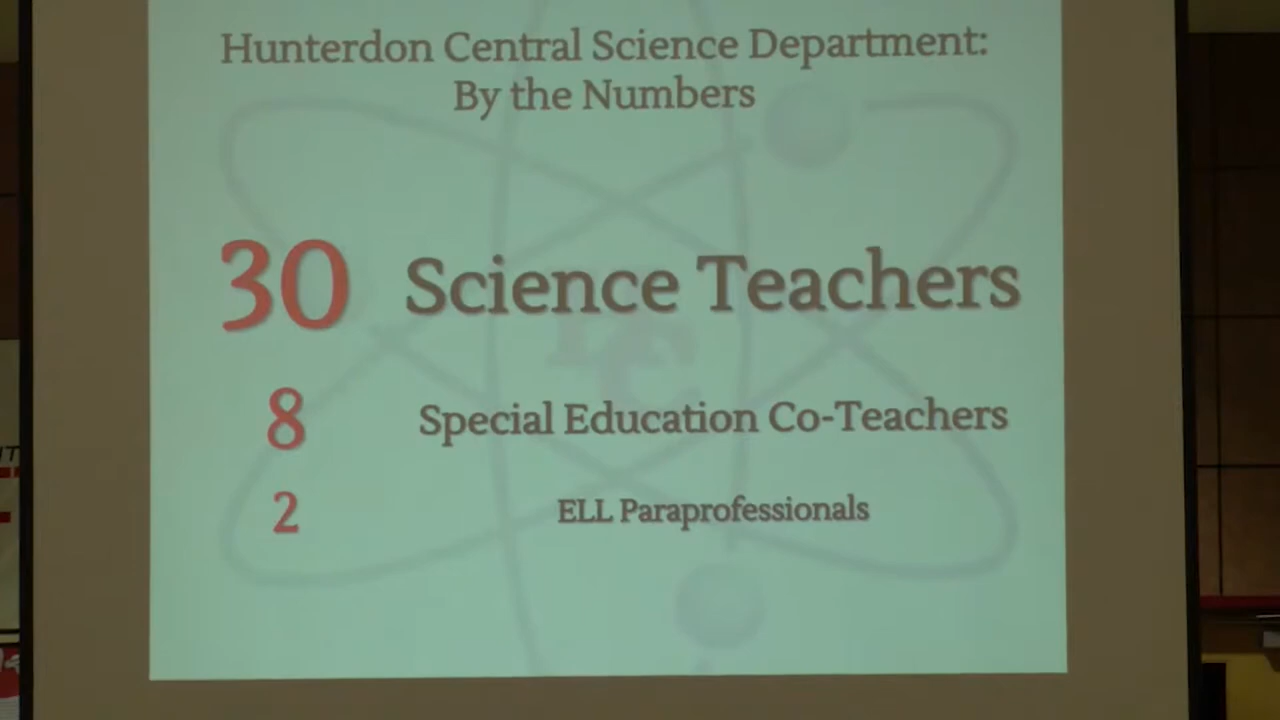 Hunterdon Central Science Department:
By the Numbers
30 Science Teachers
8 Special Education Co-Teachers
2 ELL Paraprofessionals